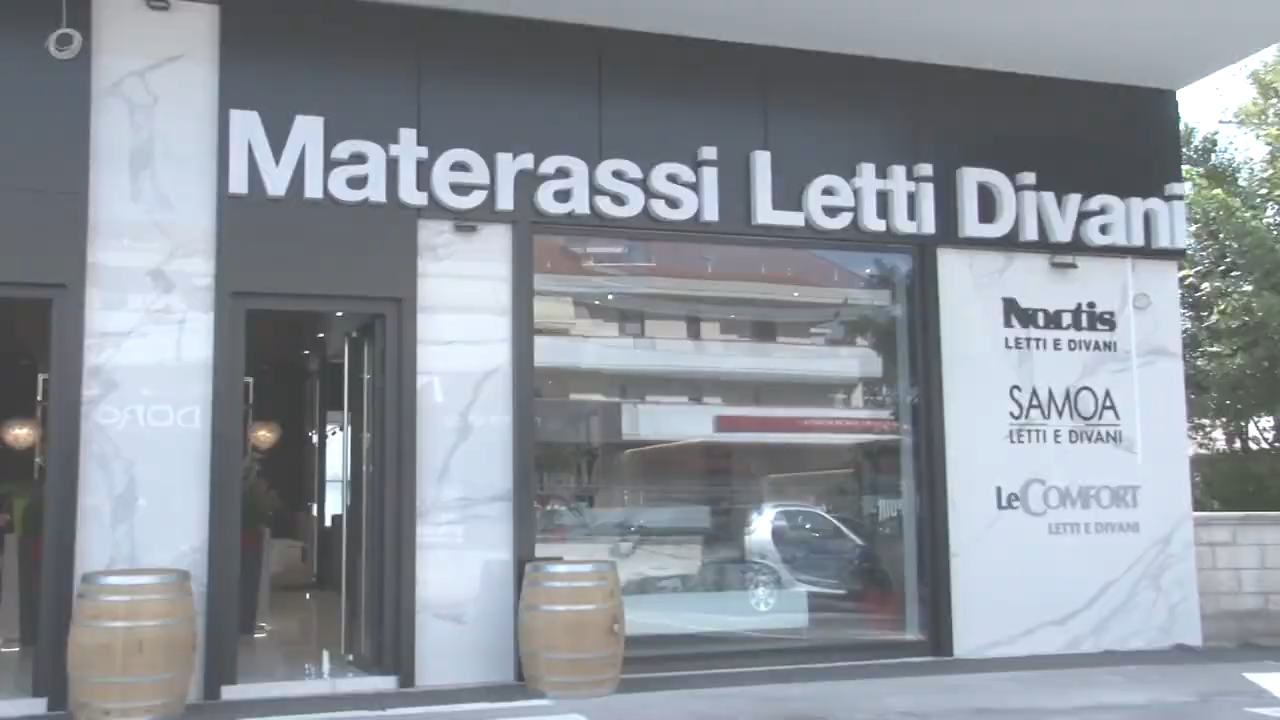 Materassi Letti Divani
Noctis
LETTI E DIVANI
SAMOA
LETTI E DIVANI
LeCOMFORT
LETTI E DIVANI